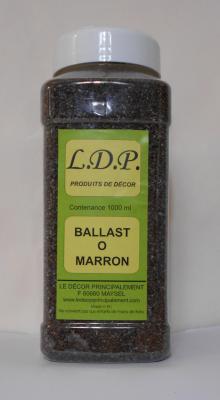 L.D.P.
PRODUITS DE DÉCOR
Contenance 1000 ml
BALLAST
O
MARRON
LE DÉCOR PRINCIPALEMENT
F 60660 MAYSEL
www.ledecorprincipalement.com